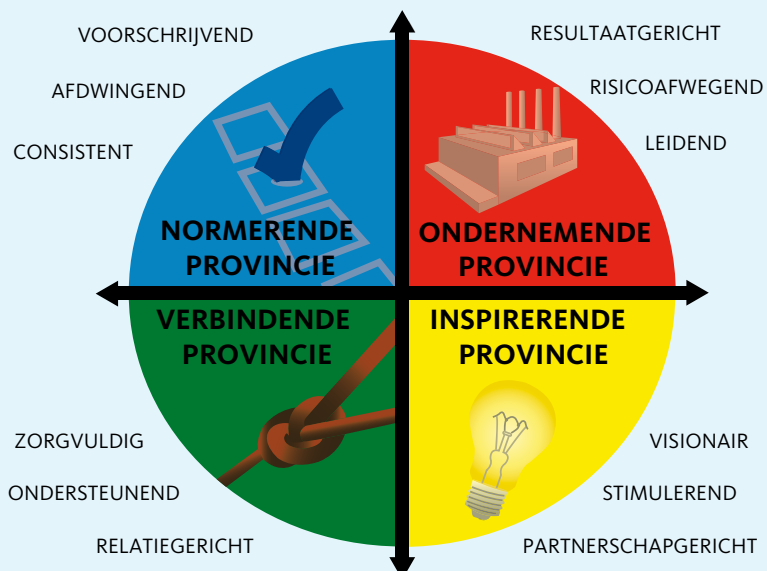 VOORSCHRIJVEND
AFDWINGEND
CONSISTENT
RESULTAATGERICHT
RISICOAFWEGEND
LEIDEND
NORMERENDE
PROVINCIE
ONDERNEMENDE
PROVINCIE
VERBINDENDE
PROVINCIE
INSPIRERENDE
PROVINCIE
ZORGVULDIG
ONDERSTEUNEND
RELATIEGERICHT
VISIONAIR
STIMULEREND
PARTNERSCHAPGERICHT